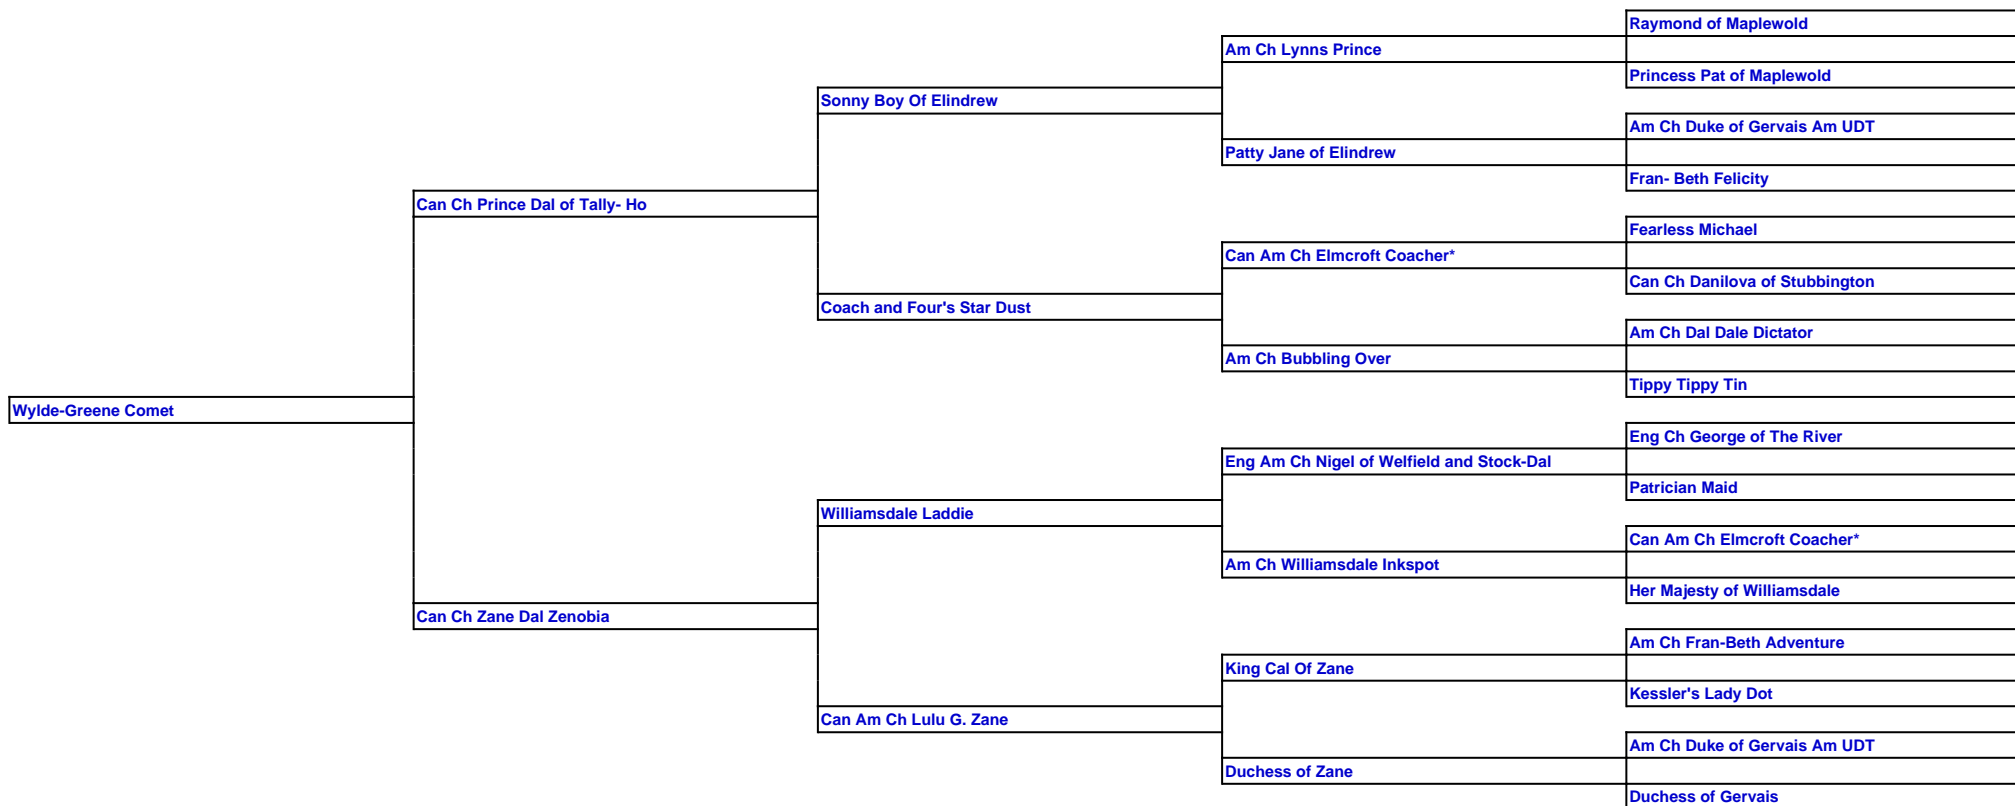 Raymond of Maplewold
Am Ch Lynns Prince
Princess Pat of Maplewold
Sonny Boy Of Elindrew
Am Ch Duke of Gervais Am UDT
Patty Jane of Elindrew
Fran- Beth Felicity
Can Ch Prince Dal of Tally- Ho
Fearless Michael
Can Am Ch Elmcroft Coacher*
Can Ch Danilova of Stubbington
Coach and Four's Star Dust
Am Ch Dal Dale Dictator
Am Ch Bubbling Over
Tippy Tippy Tin
Wylde-Greene Comet
Eng Ch George of The River
Eng Am Ch Nigel of Welfield and Stock-Dal
Patrician Maid
Williamsdale Laddie
Can Am Ch Elmcroft Coacher*
Am Ch Williamsdale Inkspot
Her Majesty of Williamsdale
Can Ch Zane Dal Zenobia
Am Ch Fran-Beth Adventure
King Cal Of Zane
Kessler's Lady Dot
Can Am Ch Lulu G. Zane
Am Ch Duke of Gervais Am UDT
Duchess of Zane
Duchess of Gervais